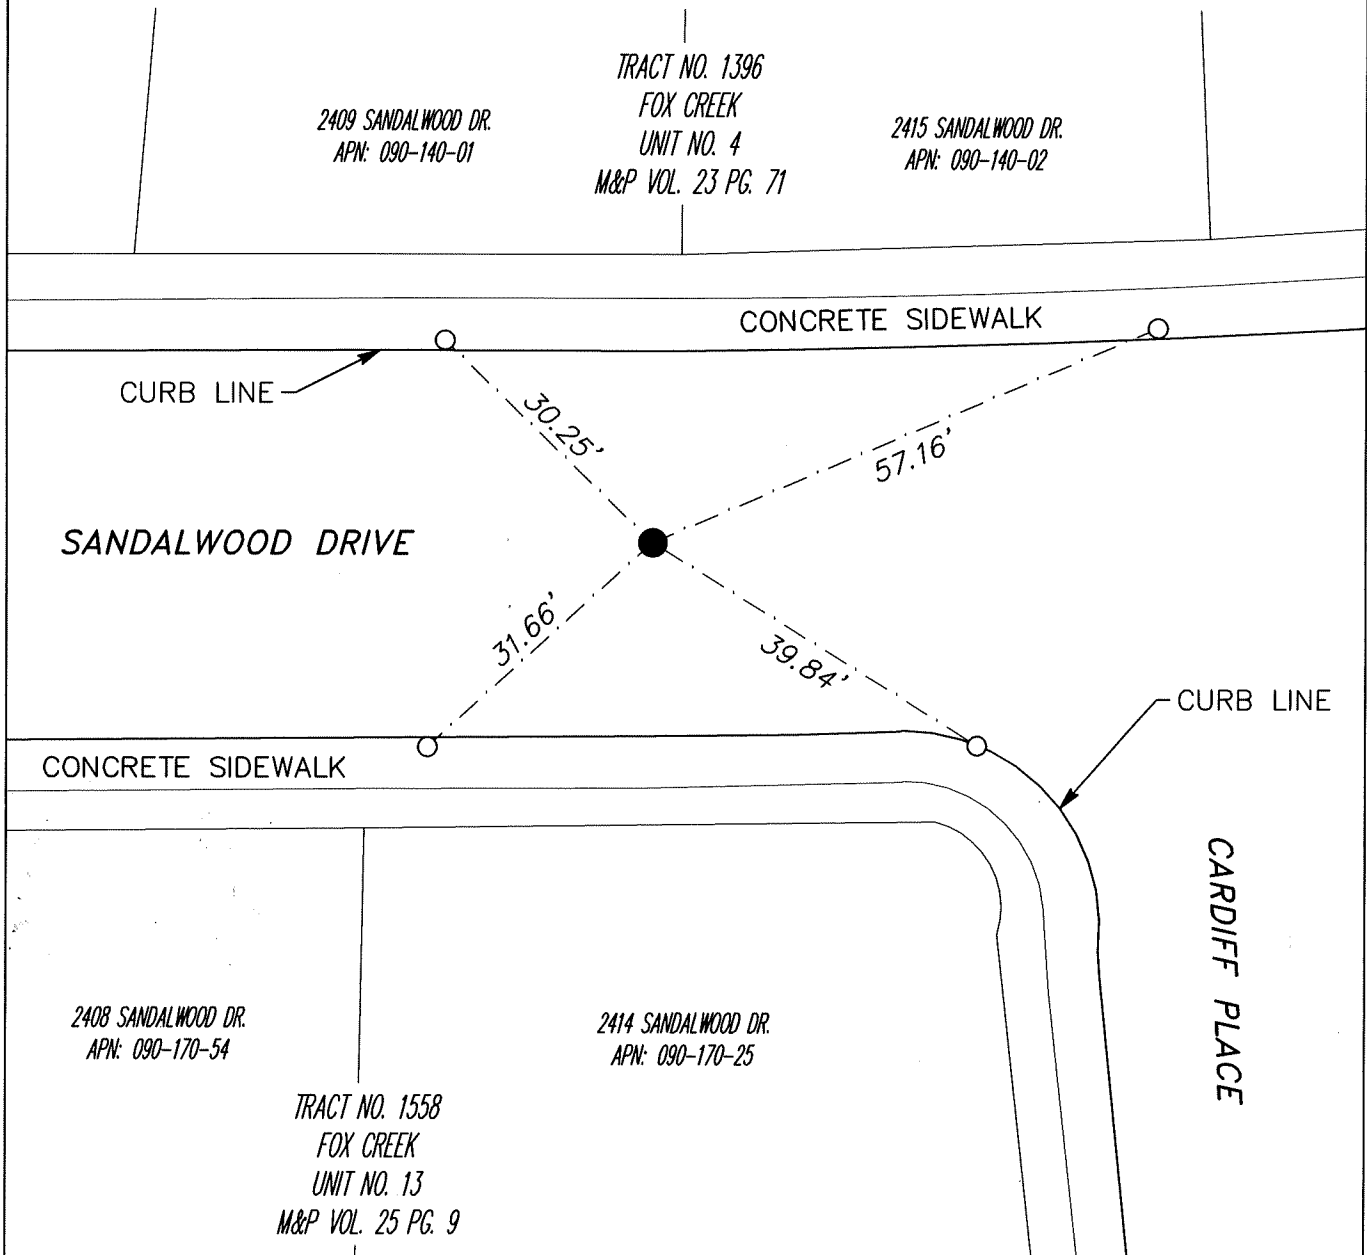 TRACT NO. 1396
FOX CREEK
UNIT NO. 4
M&P VOL. 23 PG. 71
2409 SANDALWOOD DR.
APN: 090-140-01
2415 SANDALWOOD DR.
APN: 090-140-02
CONCRETE SIDEWALK
CURB LINE
30.25'
57.16'
SANDALWOOD DRIVE
31.66'
39.84'
CURB LINE
CONCRETE SIDEWALK
CARDIFF PLACE
2408 SANDALWOOD DR.
APN: 090-170-54
2414 SANDALWOOD DR.
APN: 090-170-25
TRACT NO. 1558
FOX CREEK
UNIT NO. 13
M&P VOL. 25 PG. 9